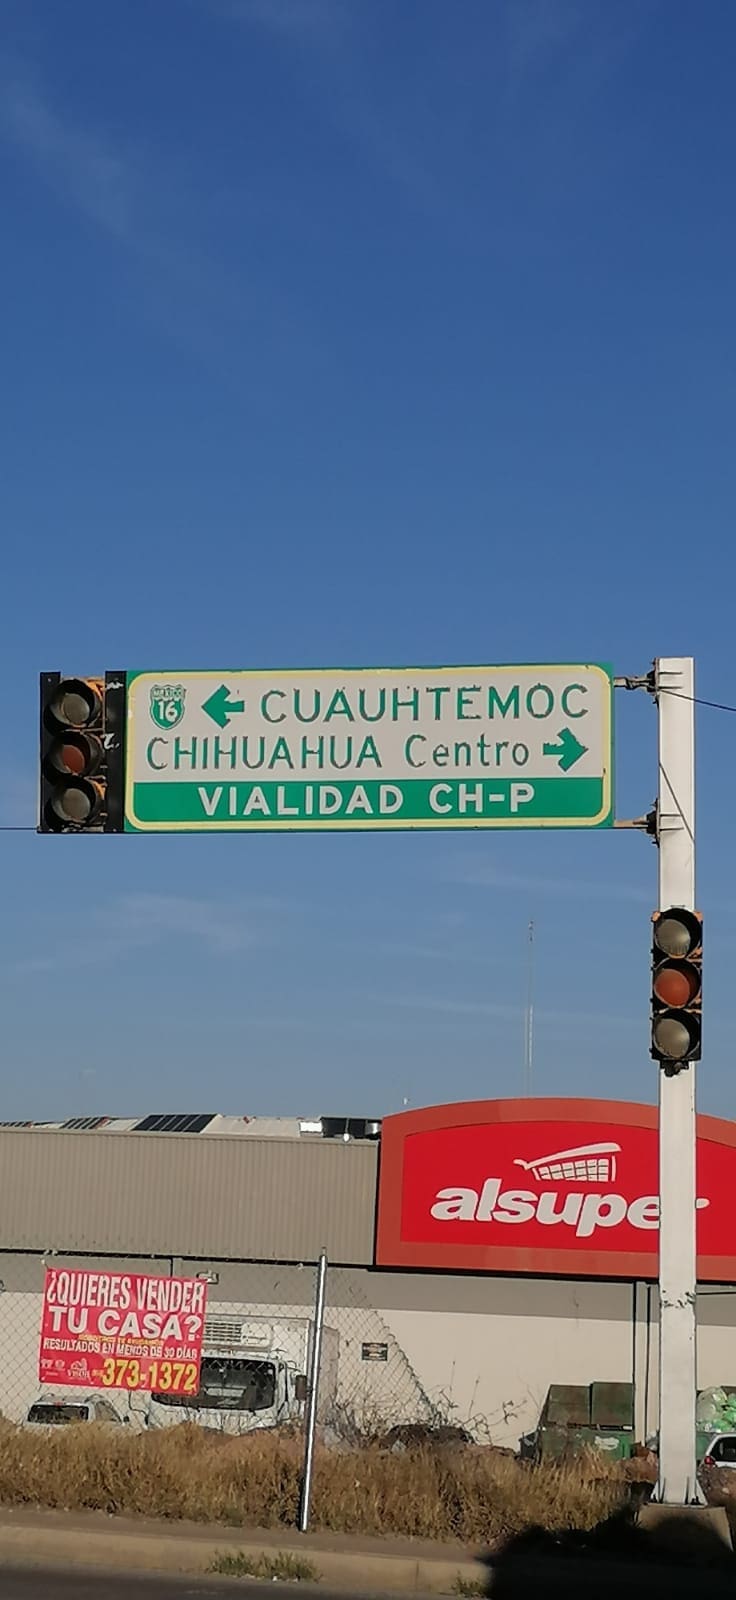 MEXICO
16
CUAUHTEMOC
CHIHUAHUA Centro
VIALIDAD CH-P
alsuper
¿QUIERES VENDER
TU CASA?
RESULTADOS EN MENOS DE 30 DÍAS
373-1372